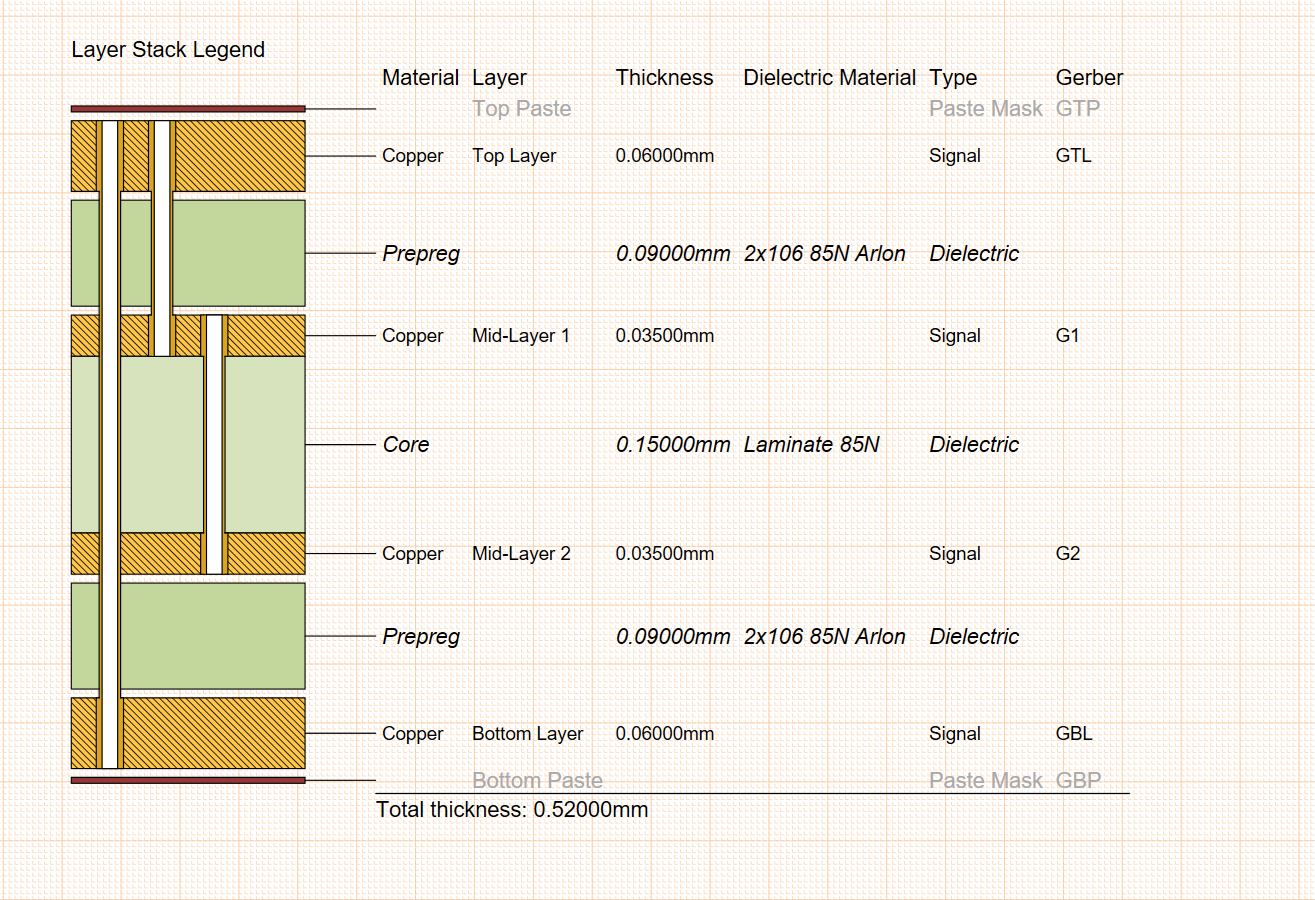 Layer Stack Legend
Material Layer Thickness Dielectric Material Type Gerber
Top Paste Paste Mask GTP
Copper Top Layer 0.06000mm Signal GTL
Prepreg 0.09000mm 2x106 85N Arlon Dielectric
Copper Mid-Layer 1 0.03500mm Signal G1
Core 0.15000mm Laminate 85N Dielectric
Copper Mid-Layer 2 0.03500mm Signal G2
Prepreg 0.09000mm 2x106 85N Arlon Dielectric
Copper Bottom Layer 0.06000mm Signal GBL
Bottom Paste Paste Mask GBP
Total thickness: 0.52000mm